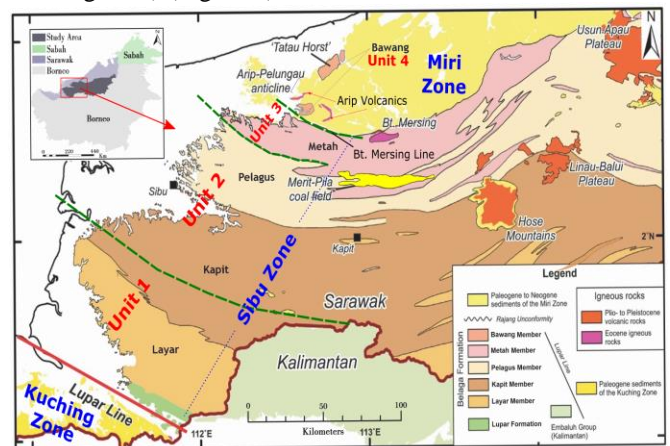 Study Area
Sabah
Sarawak
Borneo
Sabah
Borneo
0
220
440
Km
N
'Tatau Horst'
Bawang
Unit 4
Miri
Zone
Usun Apau
Plateau
N
Arip-Pelungau
anticline
Arip Volcanics
Unit 3
Bt. Mersing
Metah
Bt. Mersing Line
Pelagus
Merit-Pila
coal field
Linau-Balui
Plateau
Sibu
Unit 2
Hose
Mountains
2˚N
Kapit
Kapit
Sibu Zone
Unit 1
Sarawak
Layar
Kalimantan
Lupar Line
Kuching
Zone
0
50
100
Kilometers
112˚E
113˚E
Legend
Paleogene to Neogene
sediments of the Miri Zone
Rajang Unconformity
Belaga Formation
Bawang Member
Metah Member
Pelagus Member
Kapit Member
Layar Member
Lupar Formation
Lupar Line
Igneous rocks
Plio- to Pleistocene
volcanic rocks
Eocene igneous
rocks
Paleogene sediments
of the Kuching Zone
Embaluh Group
(Kalimantan)